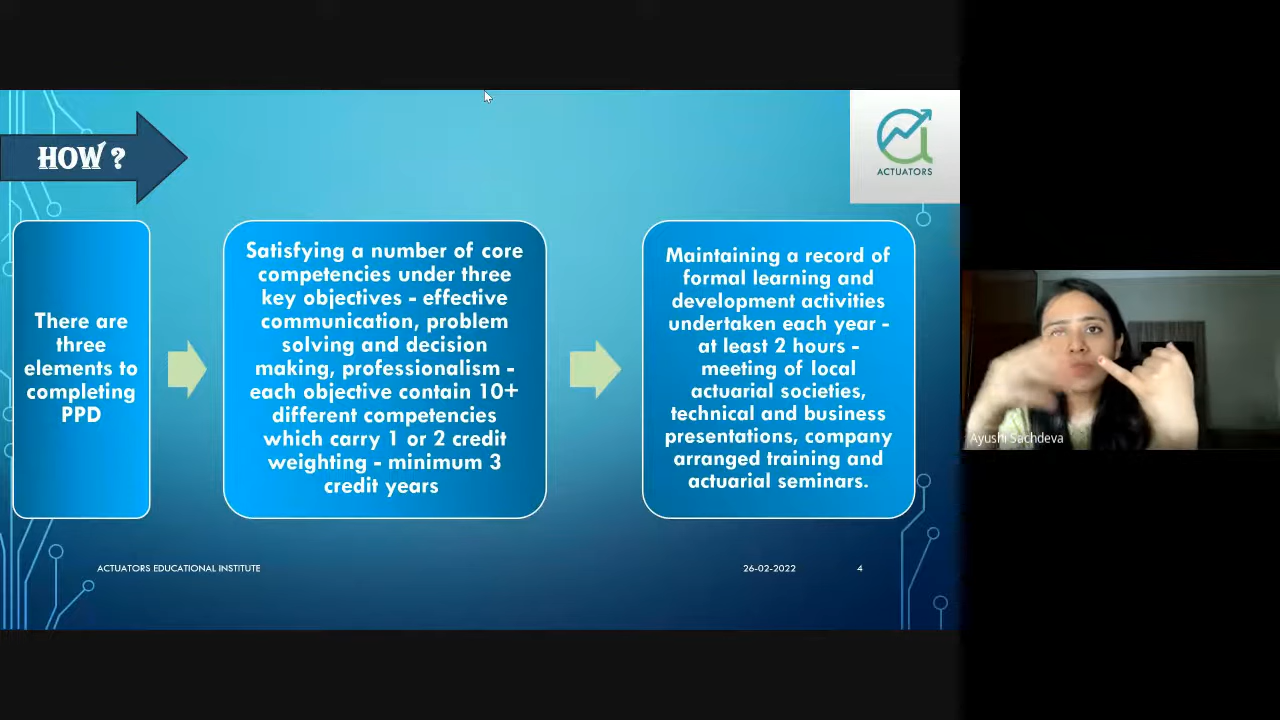 HOW ?
ACTUATORS
There are
three
elements to
completing
PPD
Satisfying a number of core
competencies under three
key objectives - effective
communication, problem
solving and decision
making, professionalism -
each objective contain 10+
different competencies
which carry 1 or 2 credit
weighting - minimum 3
credit years
Maintaining a record of
formal learning and
development activities
undertaken each year -
at least 2 hours -
meeting of local
actuarial societies,
technical and business
presentations, company
arranged training and
actuarial seminars.
Ayushi Sachdeva
ACTUATORS EDUCATIONAL INSTITUTE
26-02-2022
4